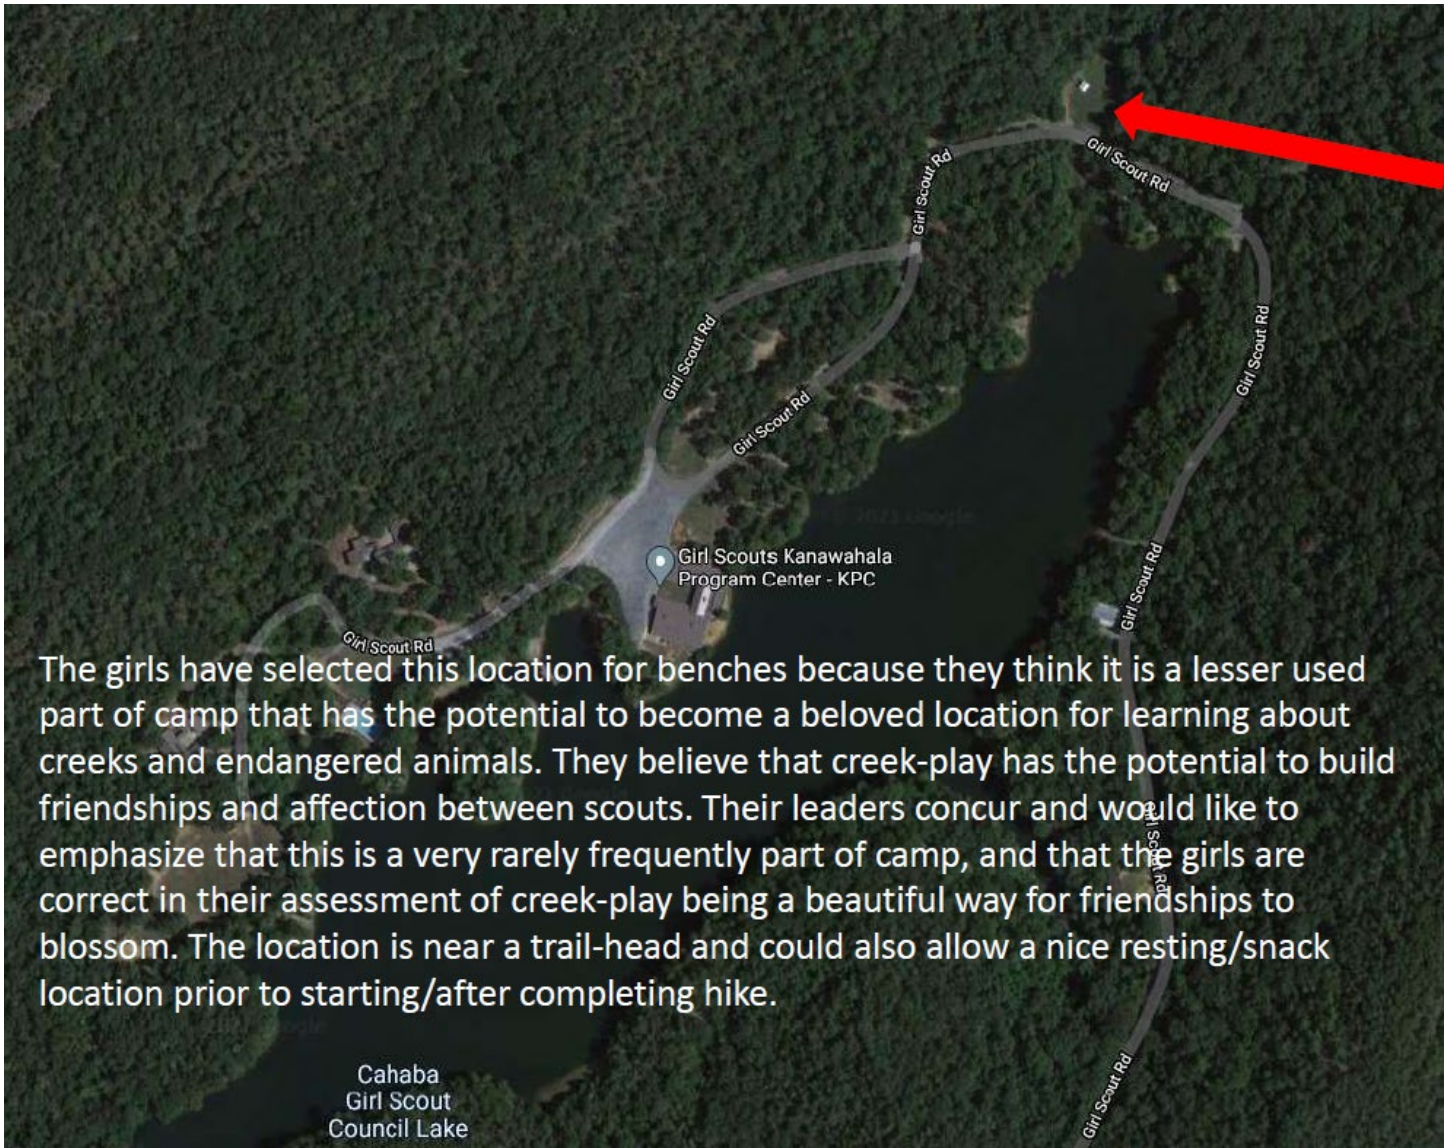 Girl Scout Rd
Girl Scout Rd
Girl Scout Rd
Girl Scout Rd
Girl Scout Rd
© 2021 Google
Girl Scouts Kanawahala
Program Center - KPC
Girl Scout Rd
Girl Scout Rd
The girls have selected this location for benches because they think it is a lesser used
part of camp that has the potential to become a beloved location for learning about
creeks and endangered animals. They believe that creek-play has the potential to build
friendships and affection between scouts. Their leaders concur and would like to
emphasize that this is a very rarely frequently part of camp, and that the girls are
correct in their assessment of creek-play being a beautiful way for friendships to
blossom. The location is near a trail-head and could also allow a nice resting/snack
location prior to starting/after completing hike.
Girl Scout Rd
Cahaba
Girl Scout
Council Lake
Girl Scout Rd